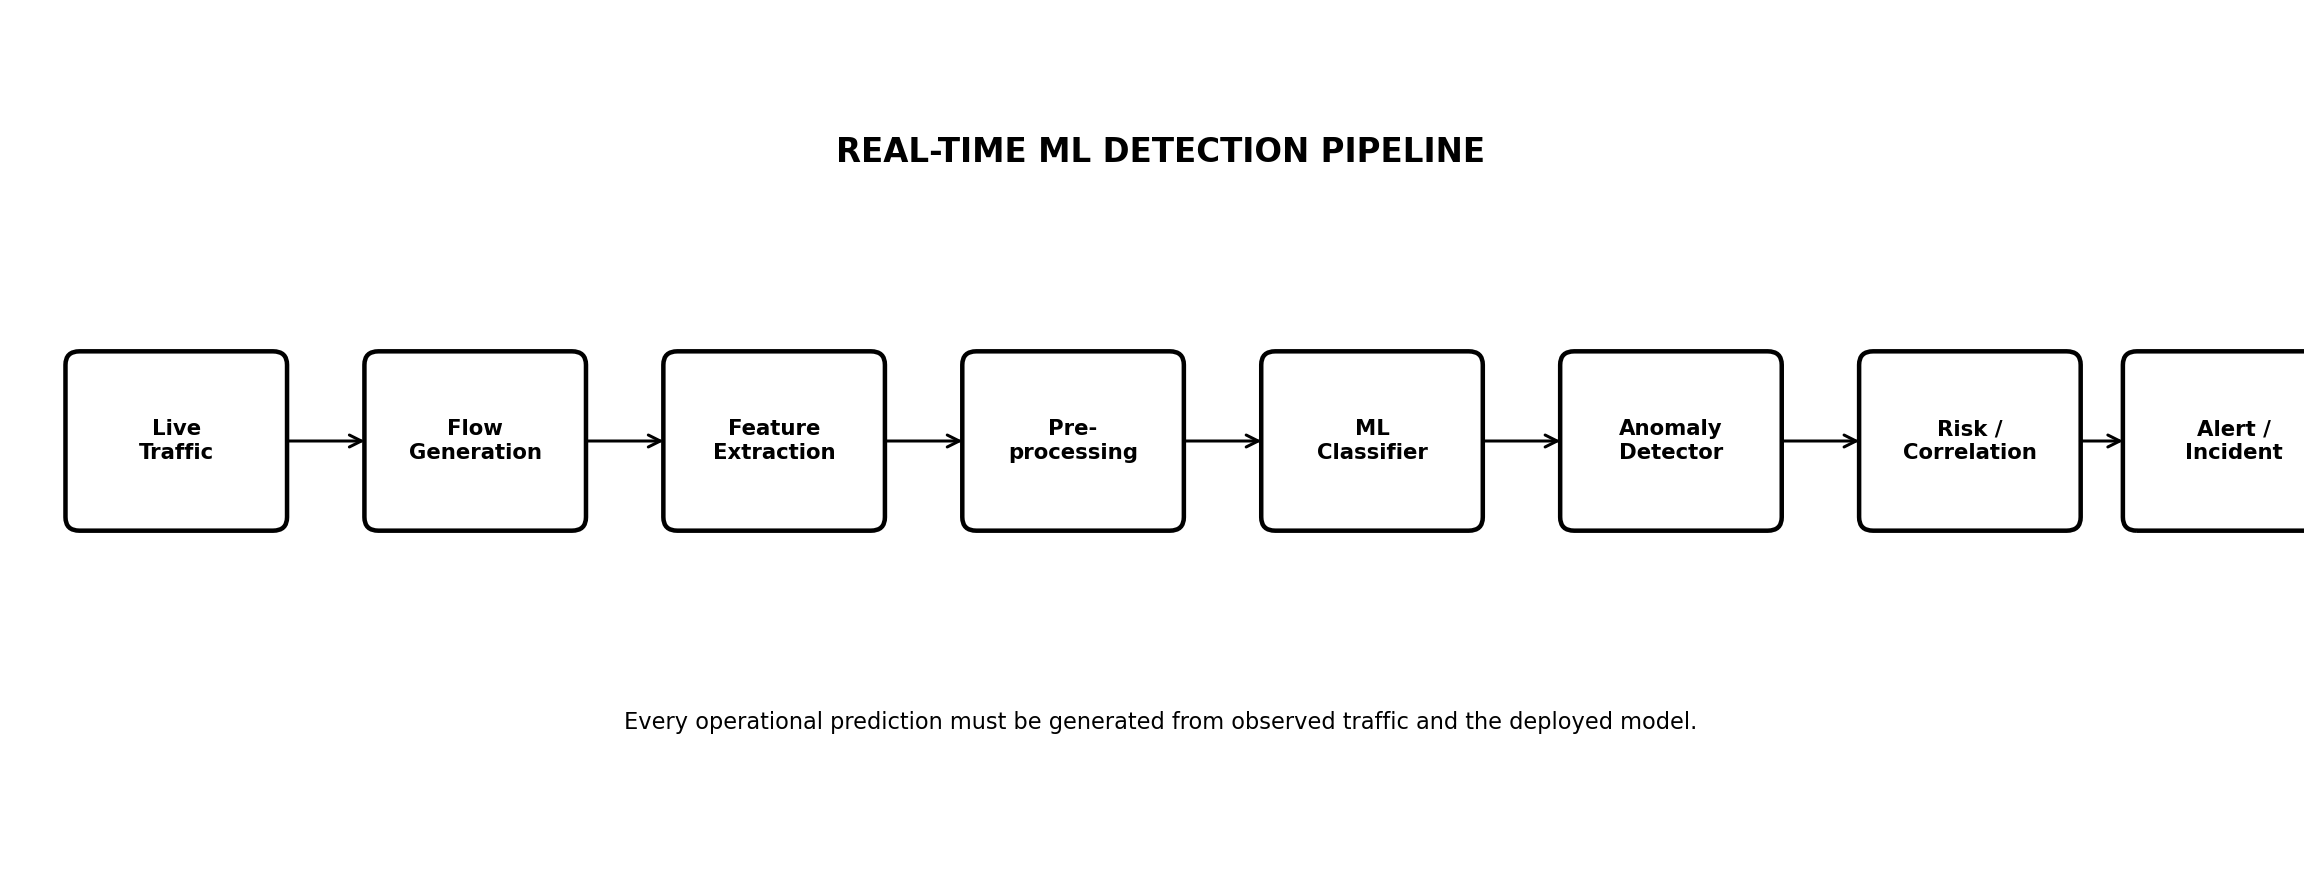 REAL-TIME ML DETECTION PIPELINE
Live
Traffic
Flow
Generation
Feature
Extraction
Pre-
processing
ML
Classifier
Anomaly
Detector
Risk /
Correlation
Alert /
Incident
Every operational prediction must be generated from observed traffic and the deployed model.